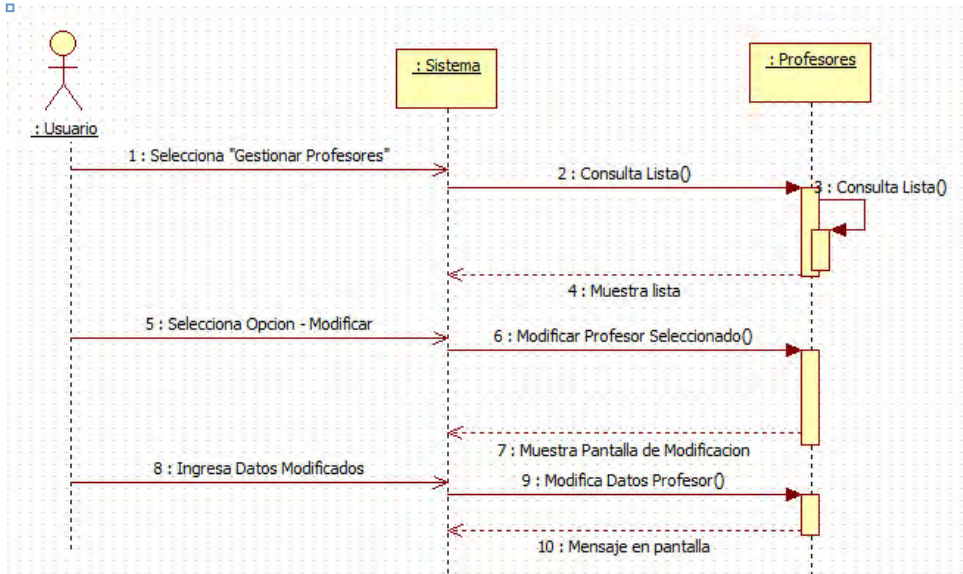 : Sistema
: Profesores
: Usuario
1 : Selecciona "Gestionar Profesores"
2 : Consulta Lista()
3 : Consulta Lista()
4 : Muestra lista
5 : Selecciona Opcion - Modificar
6 : Modificar Profesor Seleccionado()
7 : Muestra Pantalla de Modificacion
8 : Ingresa Datos Modificados
9 : Modifica Datos Profesor()
10 : Mensaje en pantalla